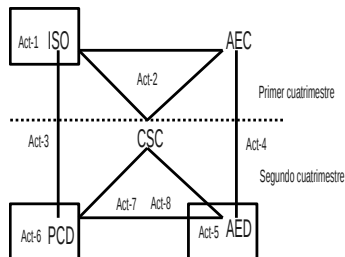 Act-1 ISO
AEC
Act-2
Primer cuatrimestre
CSC
Act-3
Act-4
Segundo cuatrimestre
Act-7 Act-8
Act-6 PCD
Act-5 AED